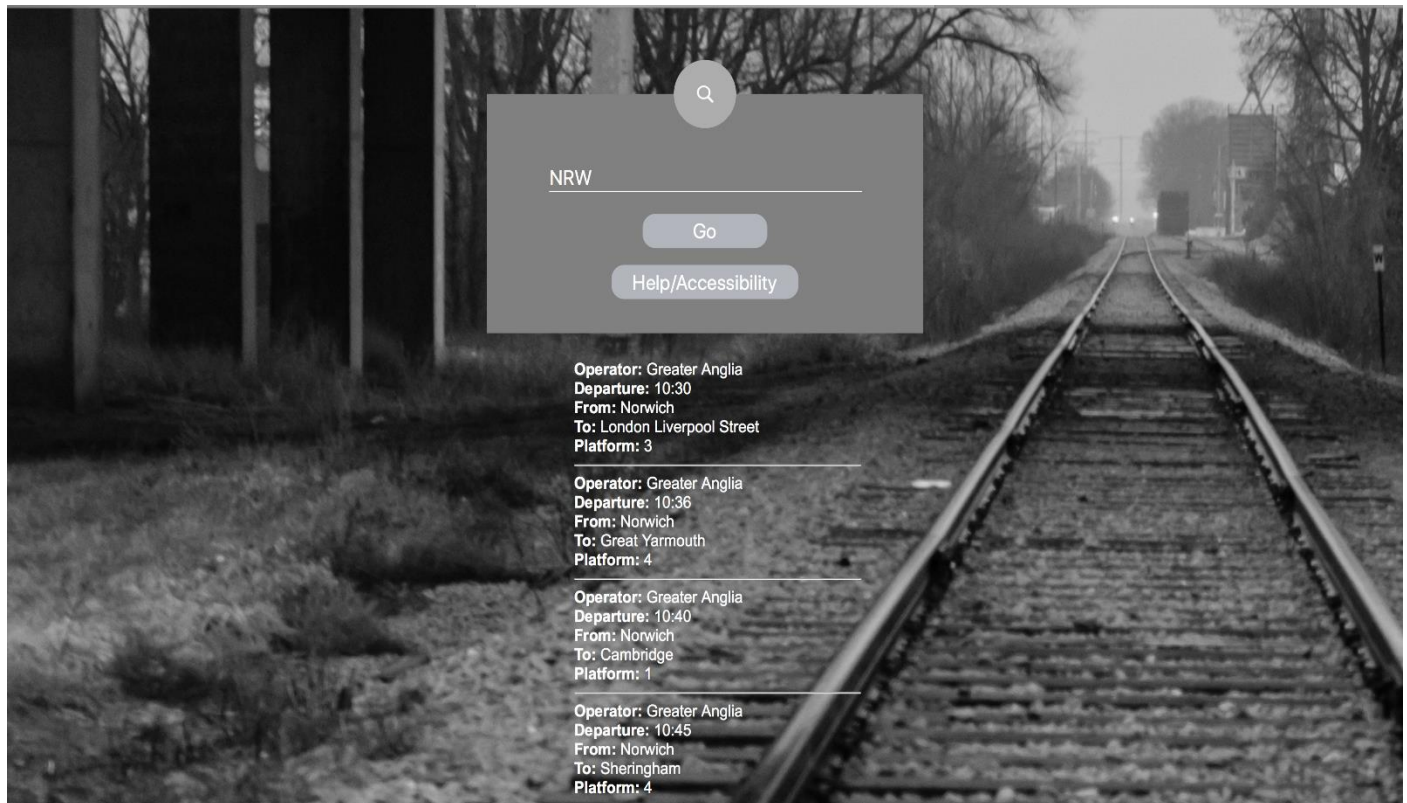 NRW
Go
Help/Accessibility
Operator: Greater Anglia
Departure: 10:30
From: Norwich
To: London Liverpool Street
Platform: 3
Operator: Greater Anglia
Departure: 10:36
From: Norwich
To: Great Yarmouth
Platform: 4
Operator: Greater Anglia
Departure: 10:40
From: Norwich
To: Cambridge
Platform: 1
Operator: Greater Anglia
Departure: 10:45
From: Norwich
To: Sheringham
Platform: 4